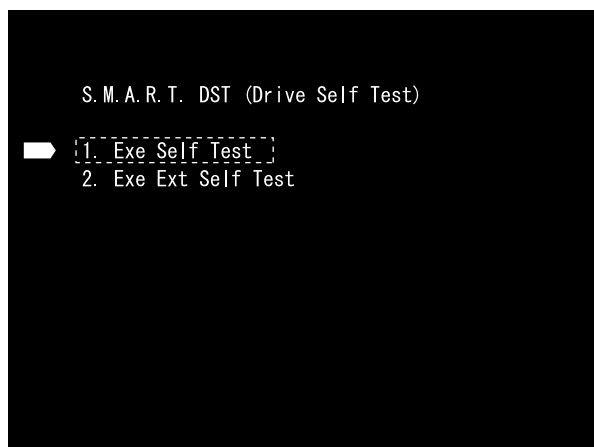 S.M.A.R.T. DST (Drive Self Test)
1. Exe Self Test
2. Exe Ext Self Test